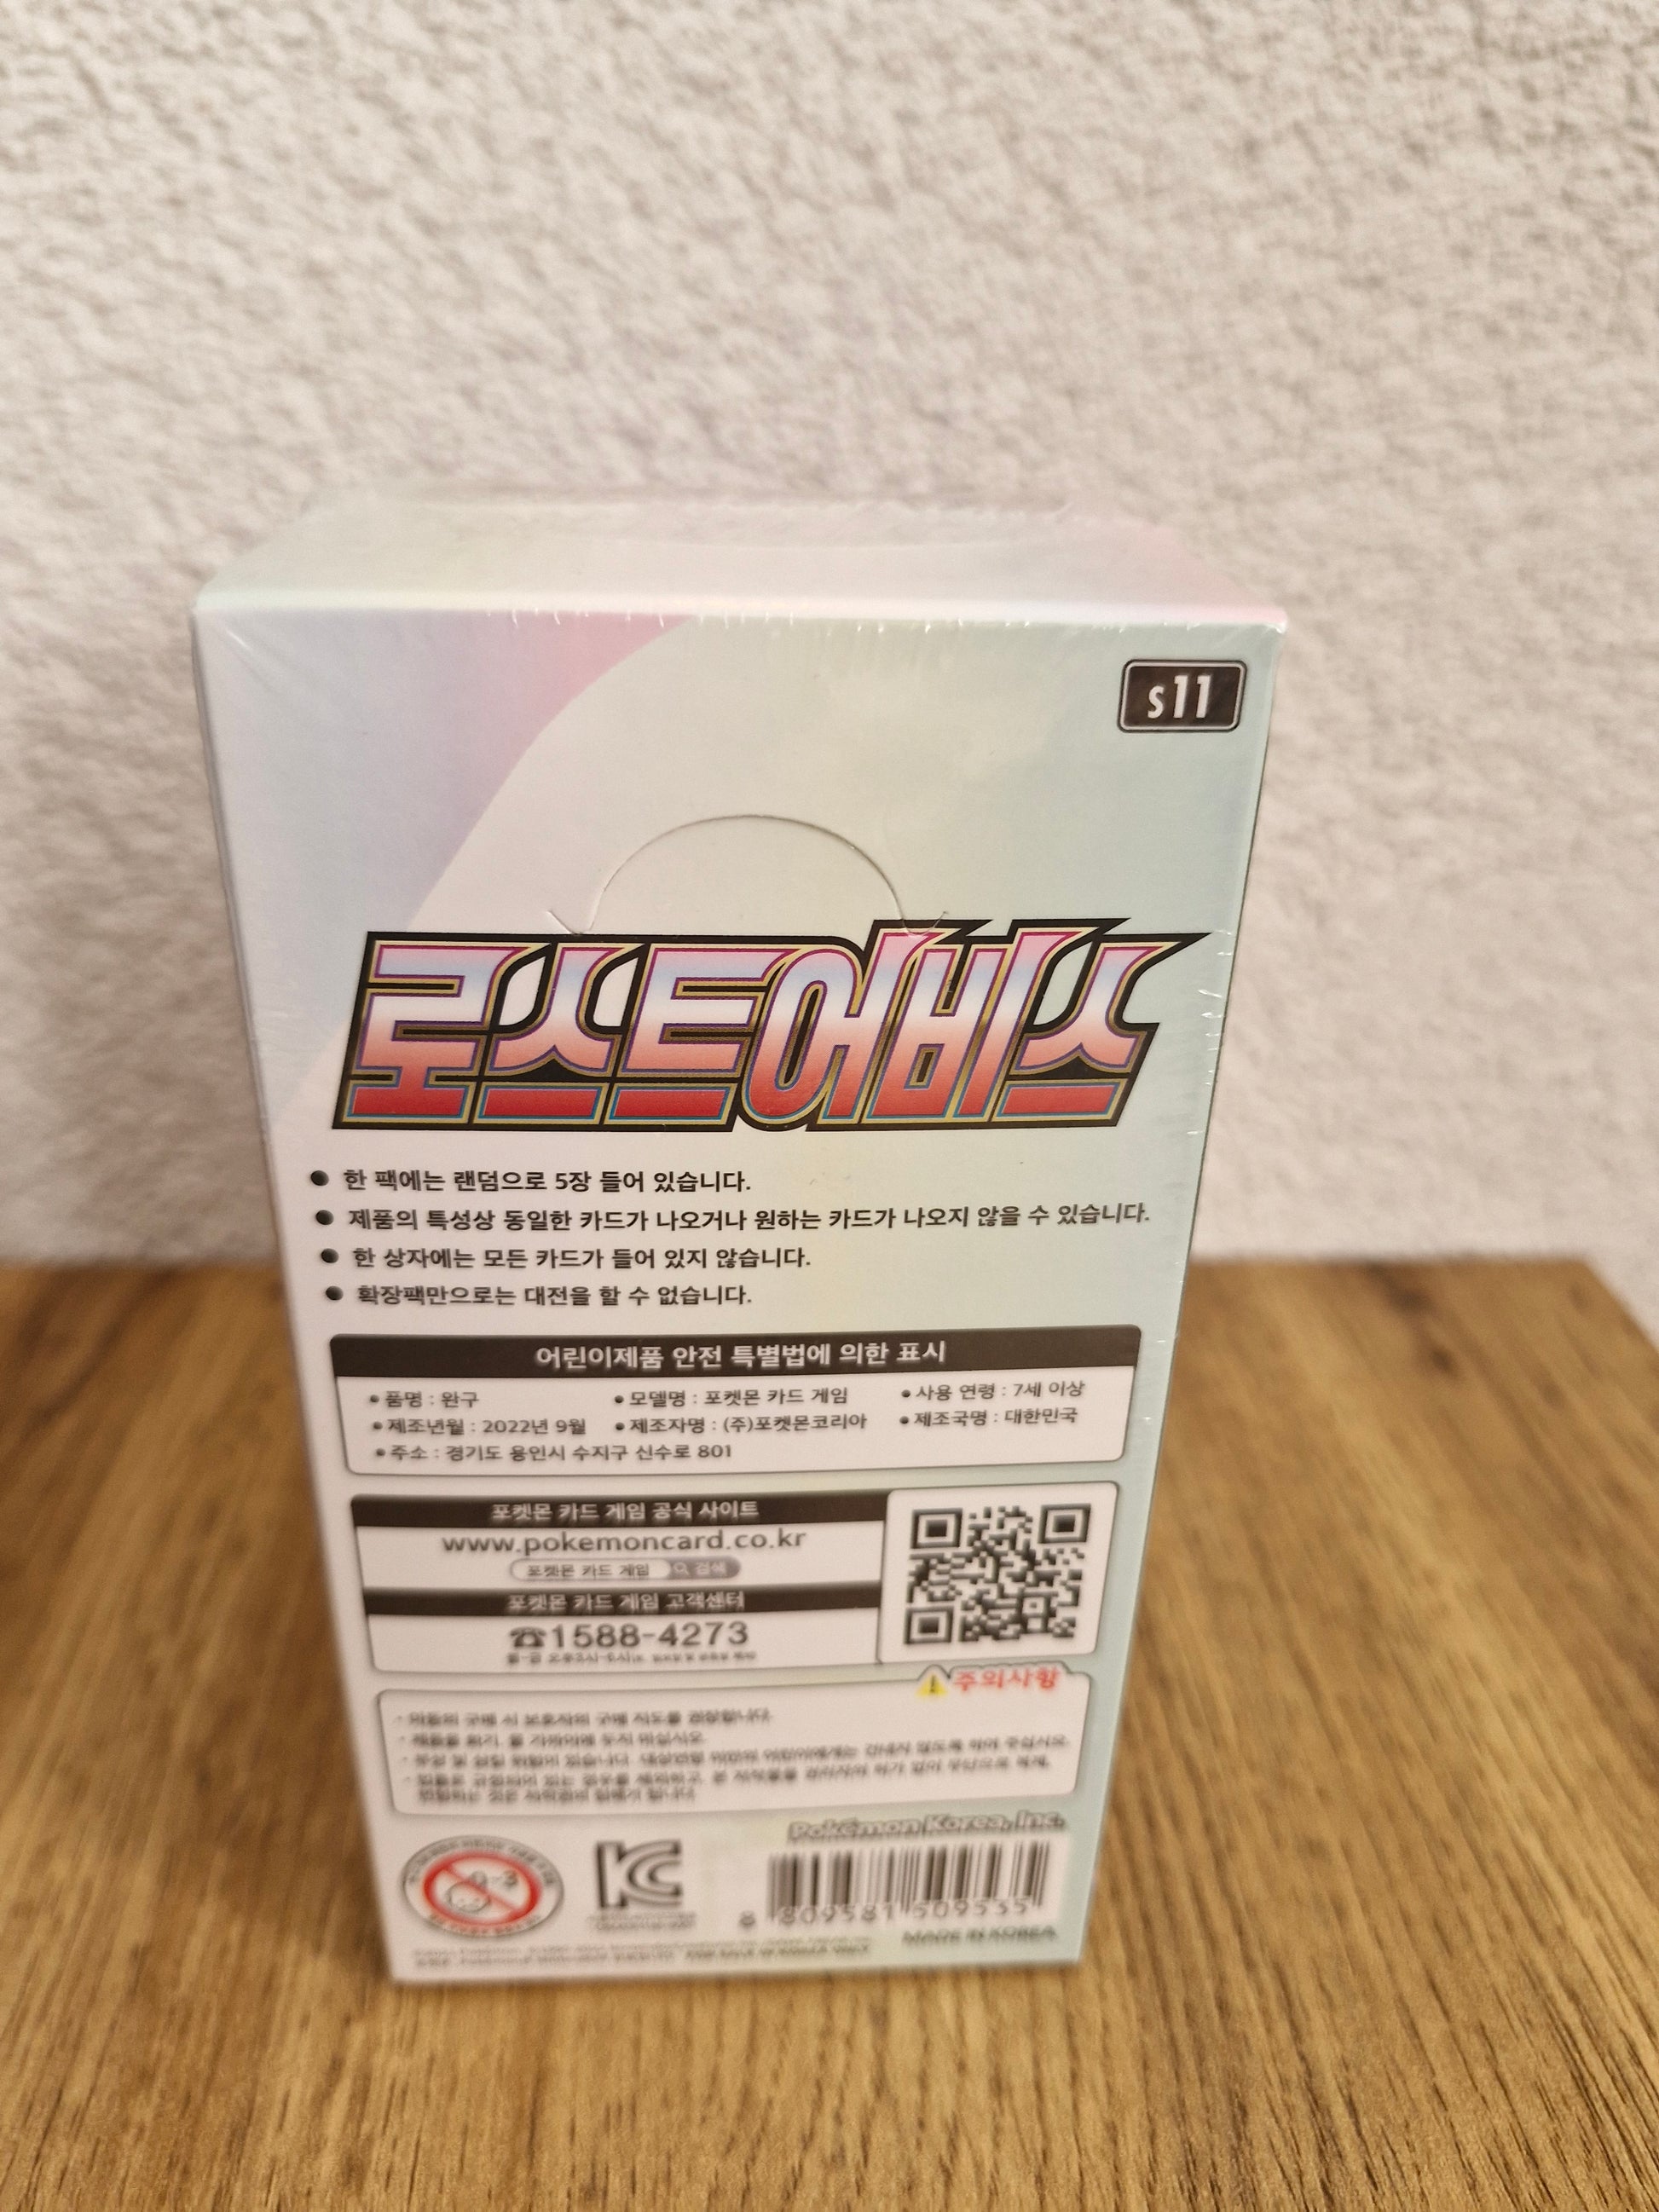 s11
로스트어비스
● 한 팩에는 랜덤으로 5장 들어 있습니다.
● 제품의 특성상 동일한 카드가 나오거나 원하는 카드가 나오지 않을 수 있습니다.
● 한 상자에는 모든 카드가 들어 있지 않습니다.
● 확장팩만으로는 대전을 할 수 없습니다.
어린이제품 안전 특별법에 의한 표시
● 품명 : 완구 ● 모델명 : 포켓몬 카드 게임 ● 사용 연령 : 7세 이상
● 제조년월 : 2022년 9월 ● 제조자명 : (주)포켓몬코리아 ● 제조국명 : 대한민국
● 주소 : 경기도 용인시 수지구 신수로 801
포켓몬 카드 게임 공식 사이트
www.pokemoncard.co.kr
포켓몬 카드 게임 검색
포켓몬 카드 게임 고객센터
☎1588-4273
주의사항
Pokémon Korea, Inc.
0-3
KC
8 809581 509555
MADE IN KOREA